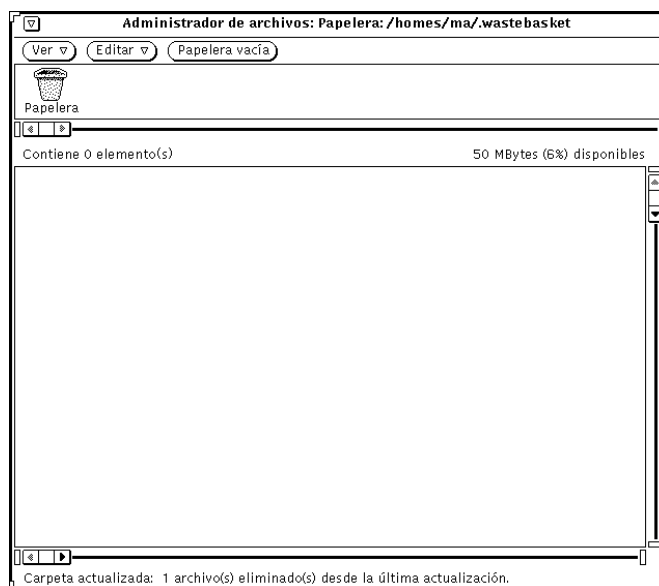 Administrador de archivos: Papelera: /homes/ma/.wastebasket
Ver Editar Papelera vacía
Papelera
Contiene 0 elemento(s) 50 MBytes (6%) disponibles
Carpeta actualizada: 1 archivo(s) eliminado(s) desde la última actualización.